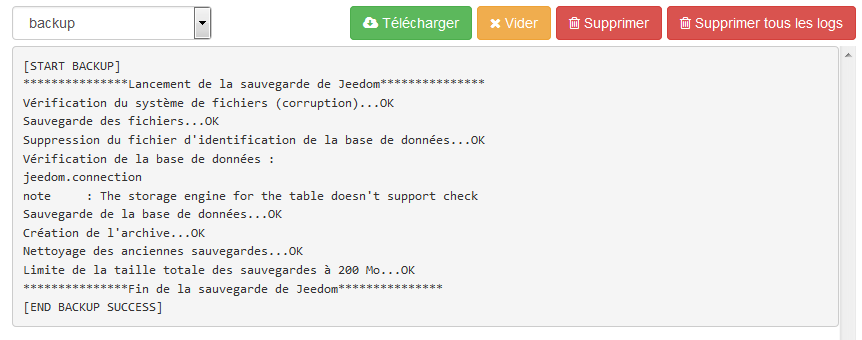 backup
Télécharger
Vider
Supprimer
Supprimer tous les logs
[START BACKUP]
***************Lancement de la sauvegarde de Jeedom***************
Vérification du système de fichiers (corruption)...OK
Sauvegarde des fichiers...OK
Suppression du fichier d'identification de la base de données...OK
Vérification de la base de données :
jeedom.connection
note     : The storage engine for the table doesn't support check
Sauvegarde de la base de données...OK
Création de l'archive...OK
Nettoyage des anciennes sauvegardes...OK
Limite de la taille totale des sauvegardes à 200 Mo...OK
***************Fin de la sauvegarde de Jeedom***************
[END BACKUP SUCCESS]